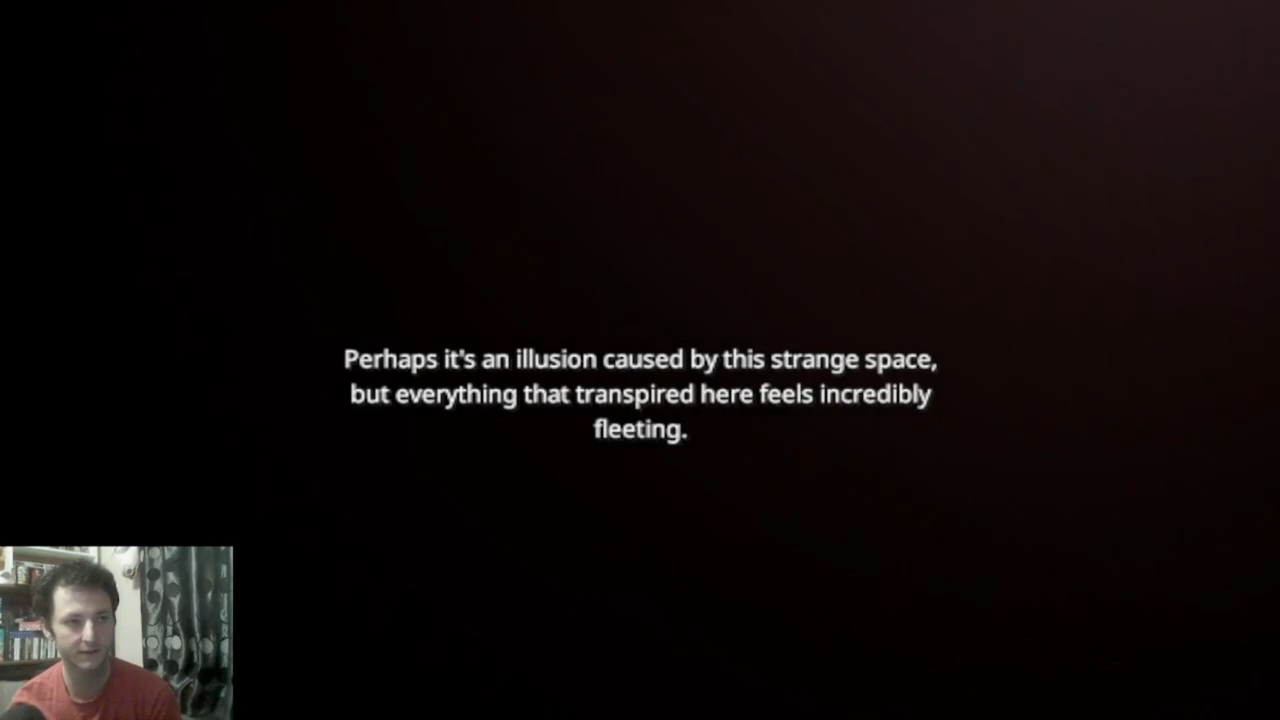 Perhaps it's an illusion caused by this strange space,
but everything that transpired here feels incredibly
fleeting.